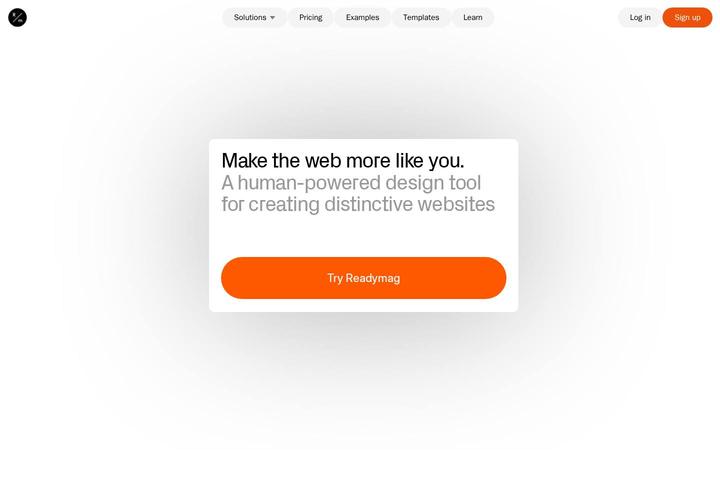 Solutions
Pricing
Examples
Templates
Learn
Log in
Sign up
Make the web more like you.
A human-powered design tool
for creating distinctive websites
Try Readymag